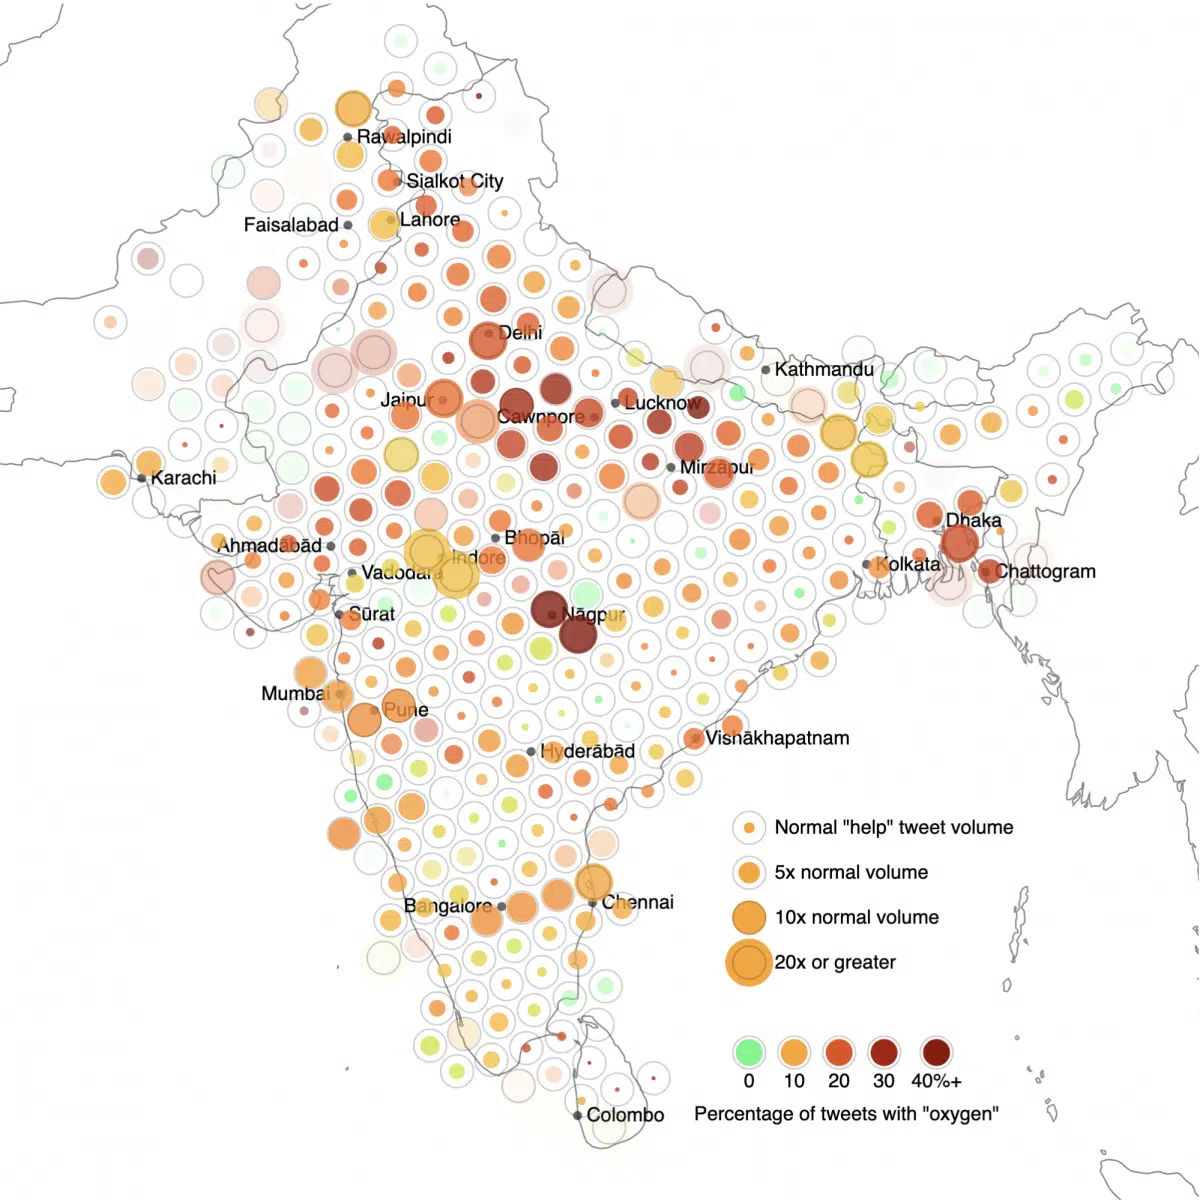 Rawalpindi
Sialkot City
Faisalabad
Lahore
Delhi
Kathmandu
Jaipur
Cawnpore
Lucknow
Mirzāpur
Karachi
Dhaka
Ahmadābād
Bhopāl
Indore
Vadodara
Kolkāta
Chattogram
Sūrat
Nāgpur
Mumbai
Pune
Hyderābād
Vishākhapatnam
Normal "help" tweet volume
5x normal volume
Bangalore
Chennai
10x normal volume
20x or greater
0 10 20 30 40%+
Percentage of tweets with "oxygen"
Colombo